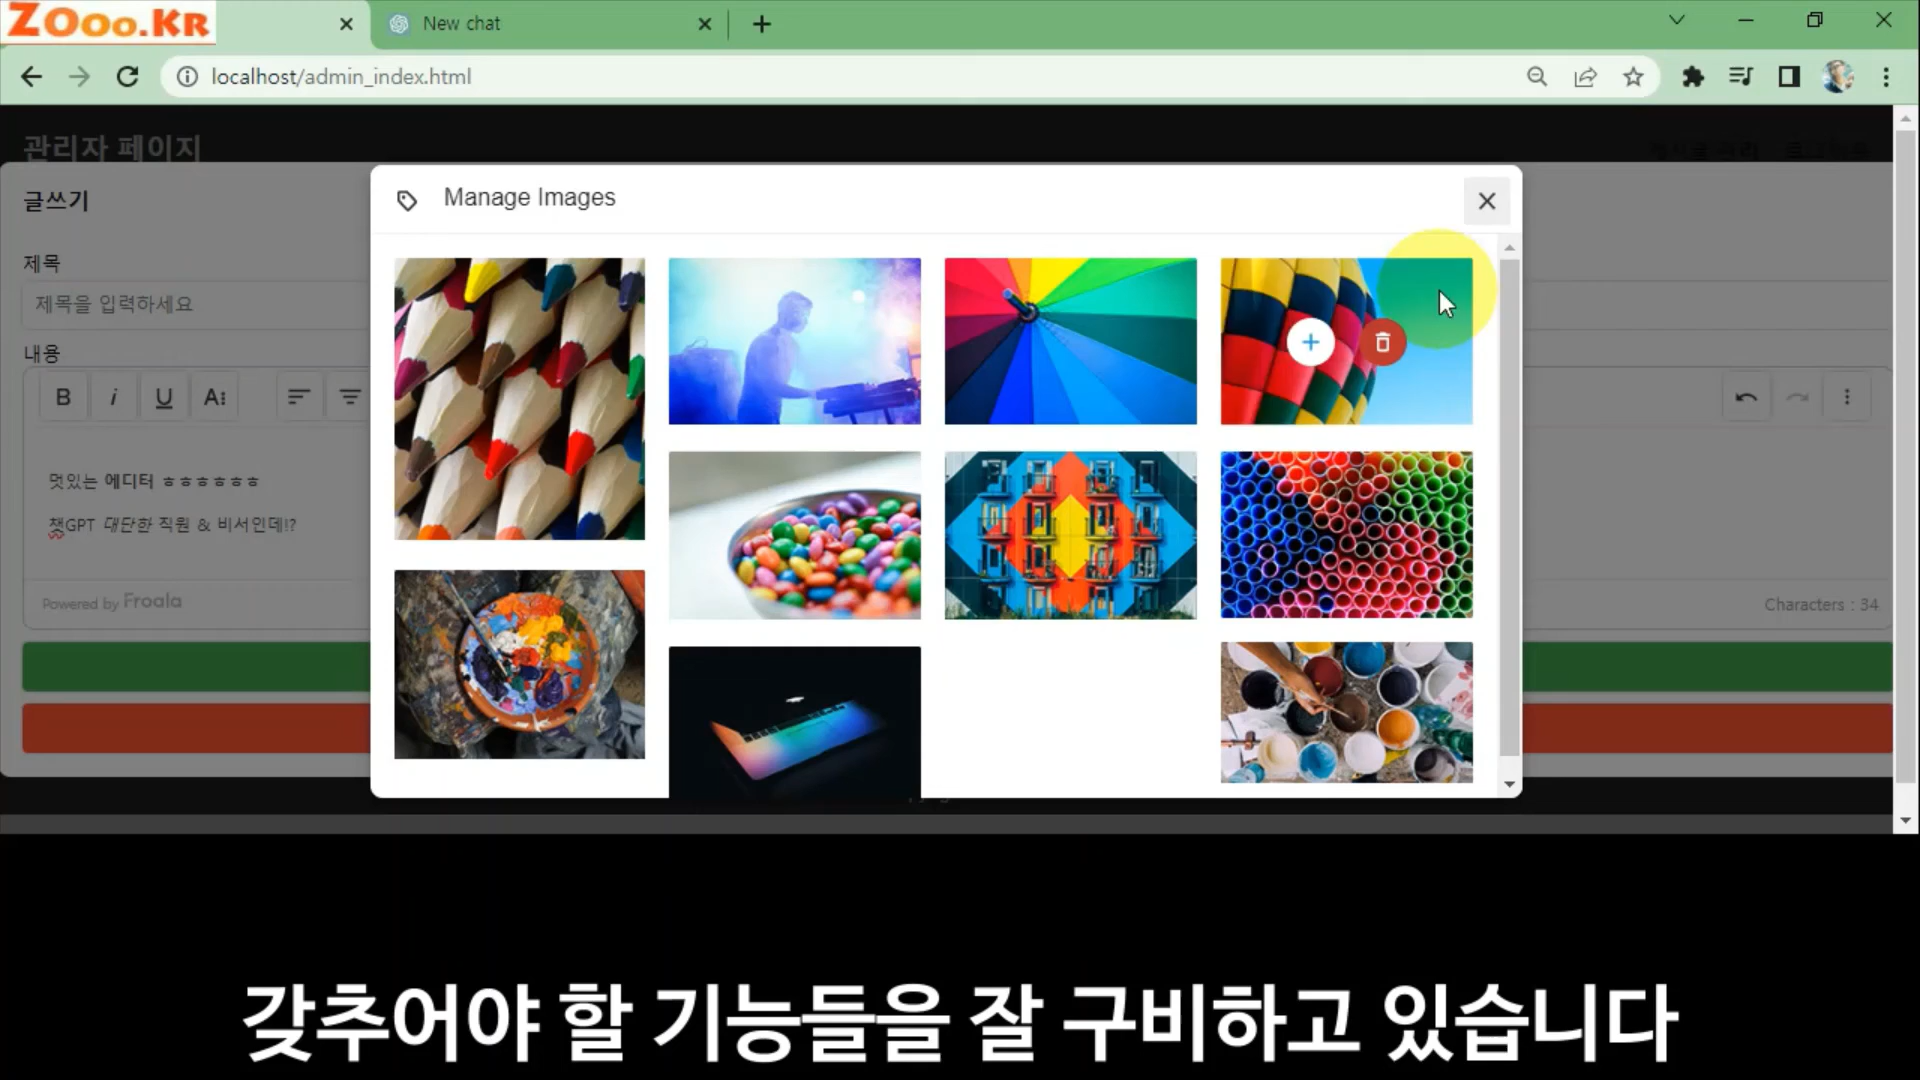 ZOoo.KR
New chat
localhost/admin_index.html
관리자 페이지
글쓰기
Manage Images
제목
제목을 입력하세요
내용
B i U A
멋있는 에디터 ㅎㅎㅎㅎㅎㅎ
챗GPT 대단한 직원 & 비서인데!?
Powered by Froala
Characters : 34
갖추어야 할 기능들을 잘 구비하고 있습니다